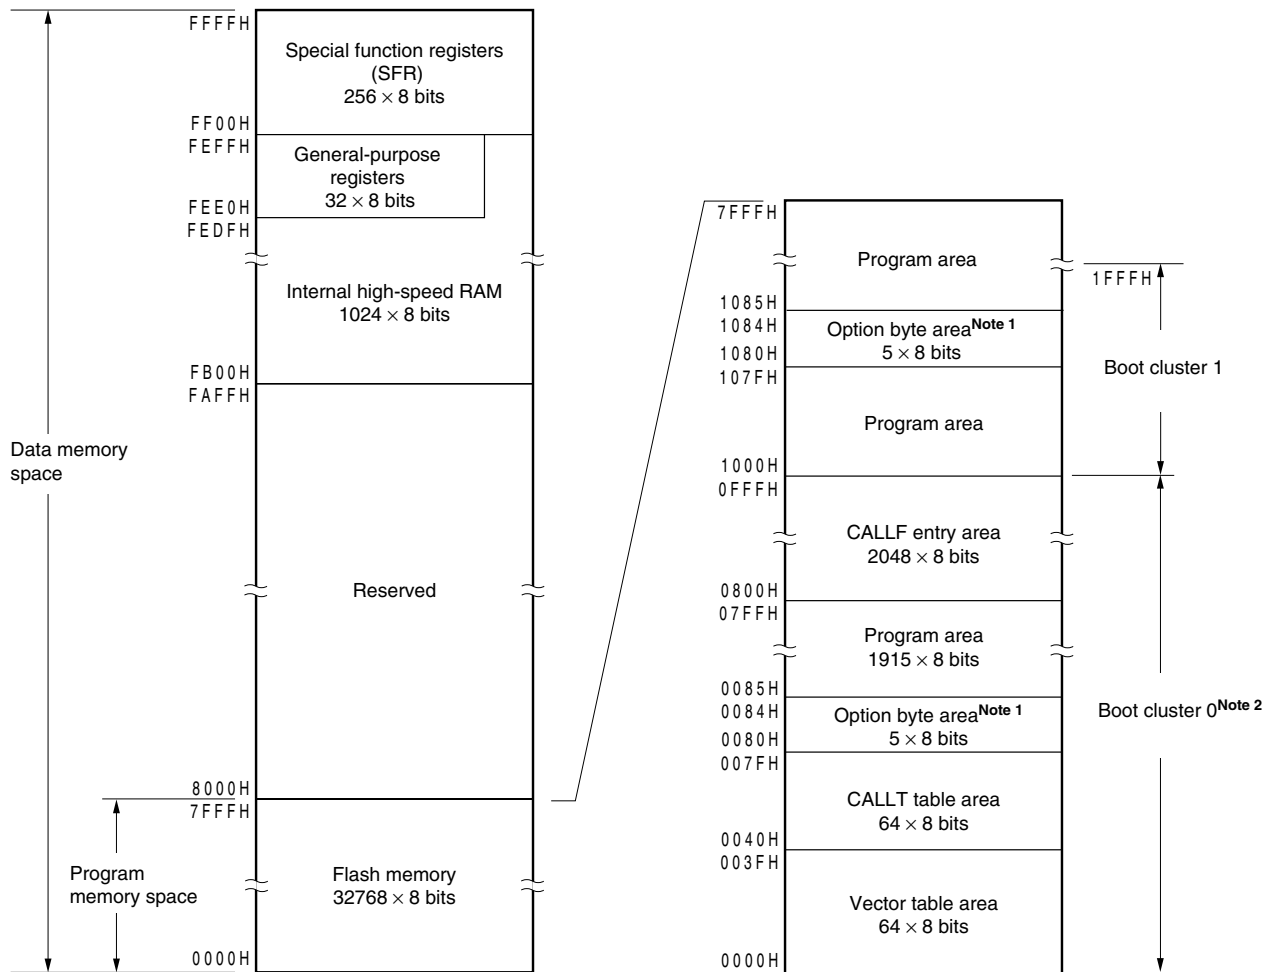 FFFFH
Special function registers
(SFR)
256 × 8 bits
FF00H
FEFFH
General-purpose
registers
32 × 8 bits
FEE0H
FEDFH
Internal high-speed RAM
1024 × 8 bits
FB00H
FAFFH
Data memory
space
Reserved
8000H
7FFFH
Program
memory space
Flash memory
32768 × 8 bits
0000H
7FFFH
Program area
1FFFH
1085H
1084H
Option byte area Note 1
5 × 8 bits
1080H
107FH
Boot cluster 1
Program area
1000H
0FFFH
CALLF entry area
2048 × 8 bits
0800H
07FFH
Program area
1915 × 8 bits
0085H
0084H
Option byte area Note 1
5 × 8 bits
0080H
007FH
Boot cluster 0 Note 2
CALLT table area
64 × 8 bits
0040H
003FH
Vector table area
64 × 8 bits
0000H